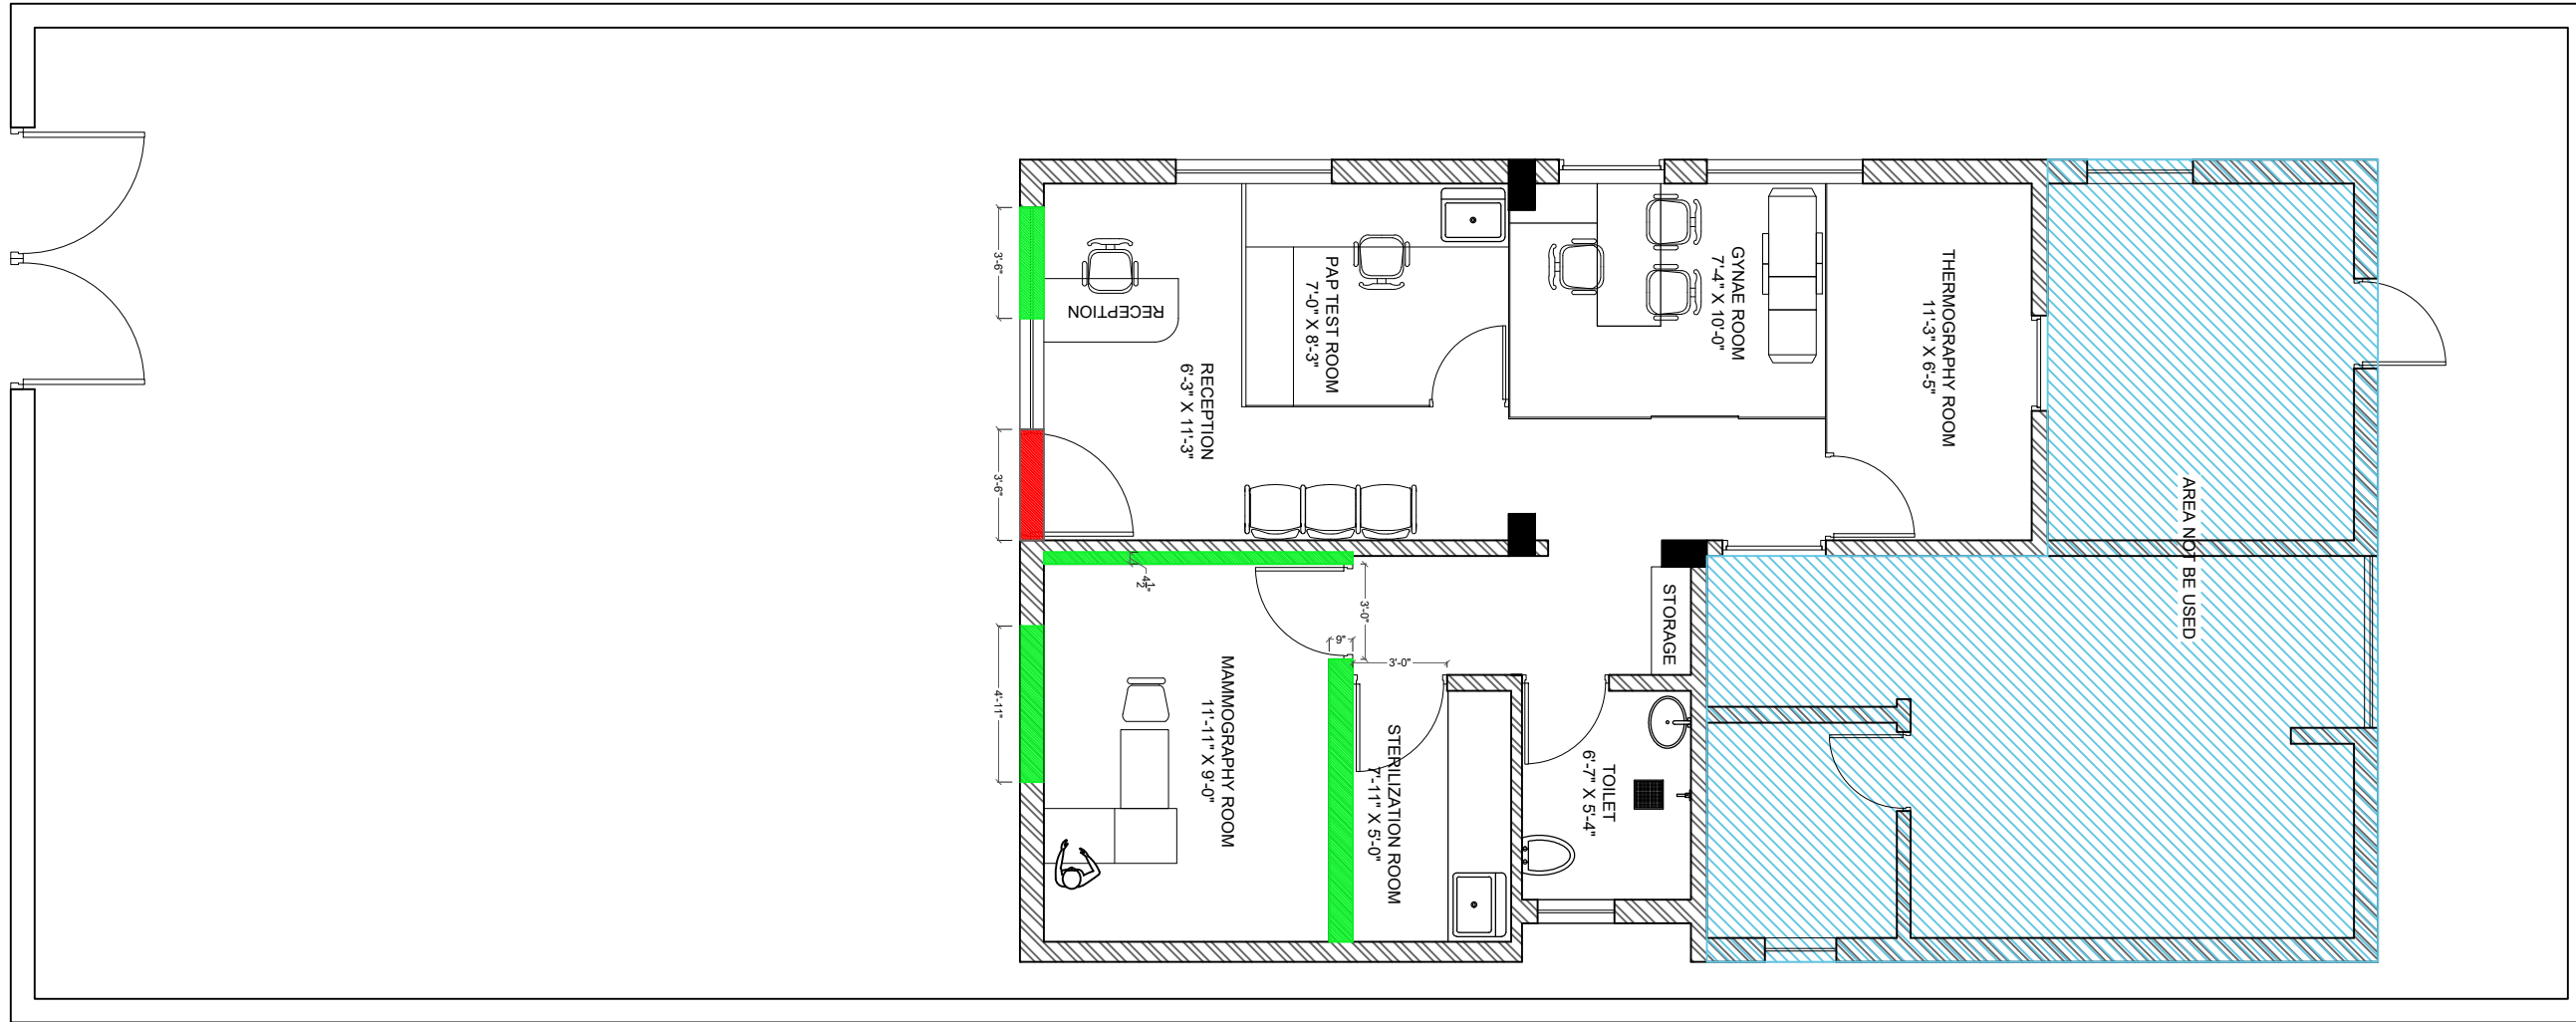 3'-6"
3'-6"
4'-11"
RECEPTION
RECEPTION
6'-3" X 11'-3"
PAP TEST ROOM
7'-0" X 8'-3"
GYNAE ROOM
7'-4" X 10'-0"
THERMOGRAPHY ROOM
11'-3" X 6'-5"
AREA NOT BE USED
4½"
3'-0"
9"
3'-0"
STORAGE
MAMMOGRAPHY ROOM
11'-11" X 9'-0"
STERILIZATION ROOM
7'-11" X 5'-0"
TOILET
6'-7" X 5'-4"